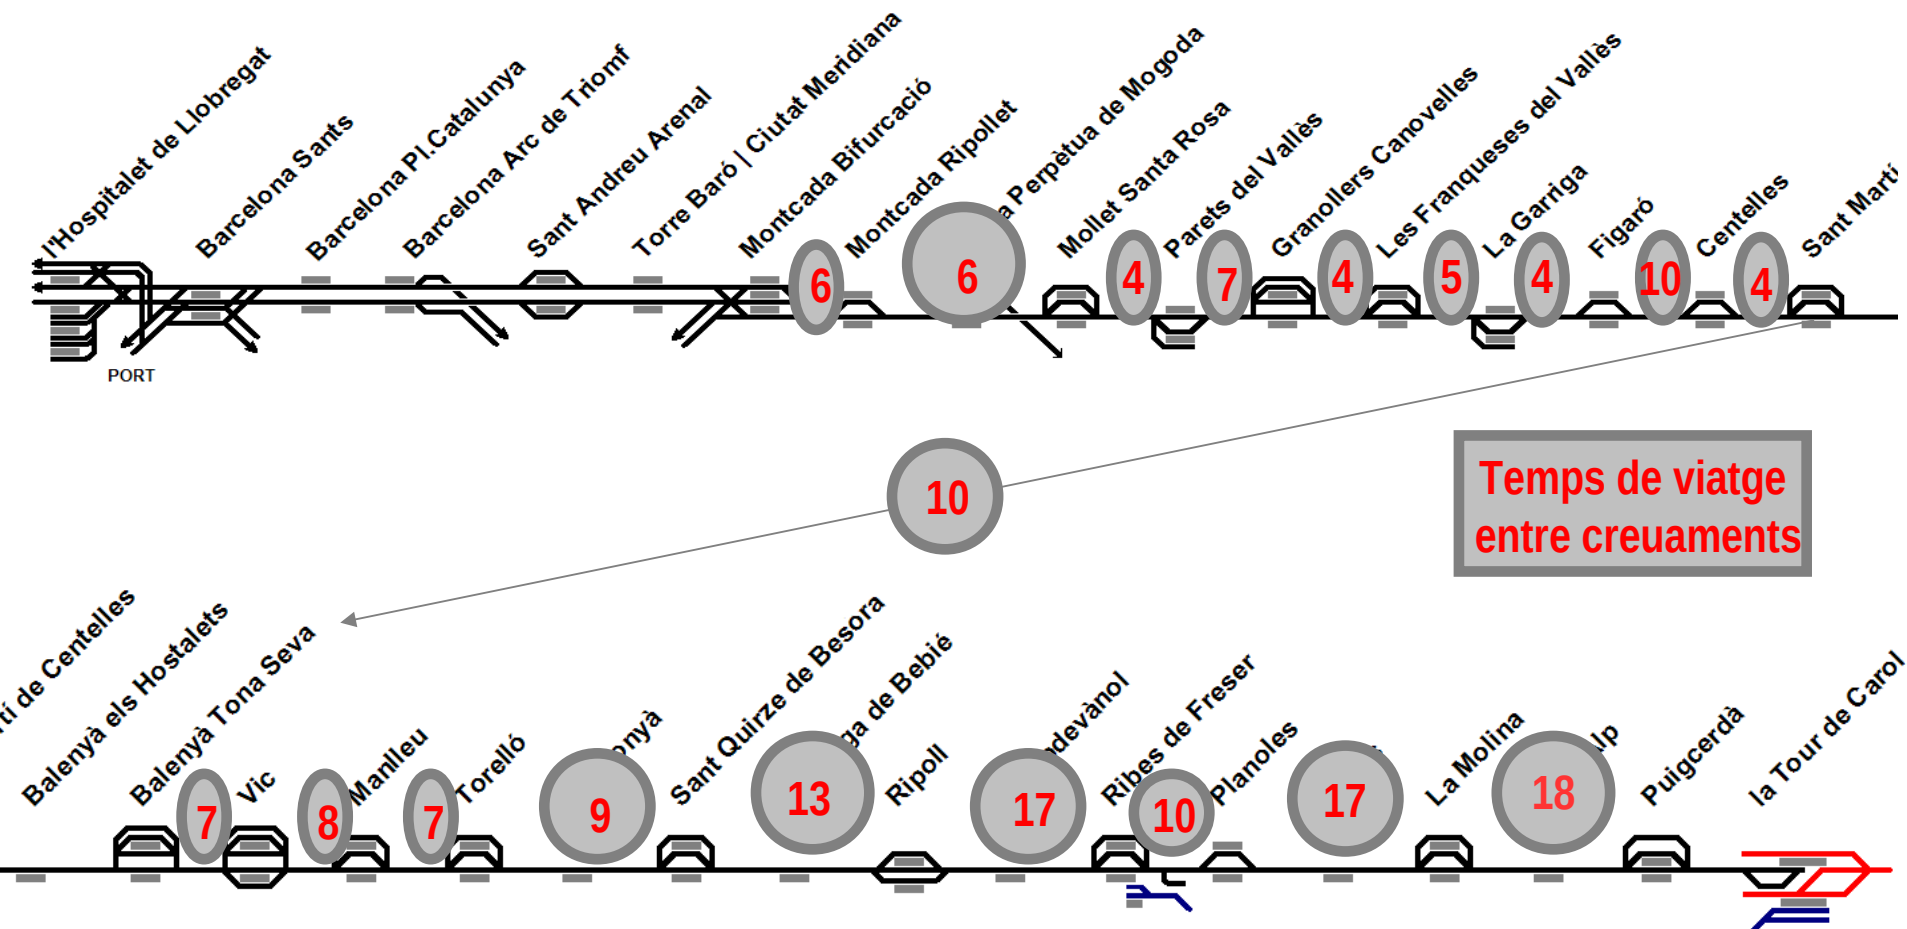 l'Hospitalet de Llobregat
Barcelona Sants
Barcelona Pl.Catalunya
Barcelona Arc de Triomf
Sant Andreu Arenal
Torre Baró | Ciutat Meridiana
Montcada Bifurcació
Montcada Ripollet
a Perpètua de Mogoda
Mollet Santa Rosa
Parets del Vallès
Granollers Canovelles
Les Franqueses del Vallès
La Garriga
Figaró
Centelles
Sant Martí
6
6
4
7
4
5
4
10
4
PORT
10
Temps de viatge
entre creuaments
tí de Centelles
Balenyà els Hostalets
Balenyà Tona Seva
Vic
Manlleu
Torelló
onyà
Sant Quirze de Besora
ga de Bebié
Ripoll
devànol
Ribes de Freser
Planoles
La Molina
lp
Puigcerdà
la Tour de Carol
7
8
7
9
13
17
10
17
18